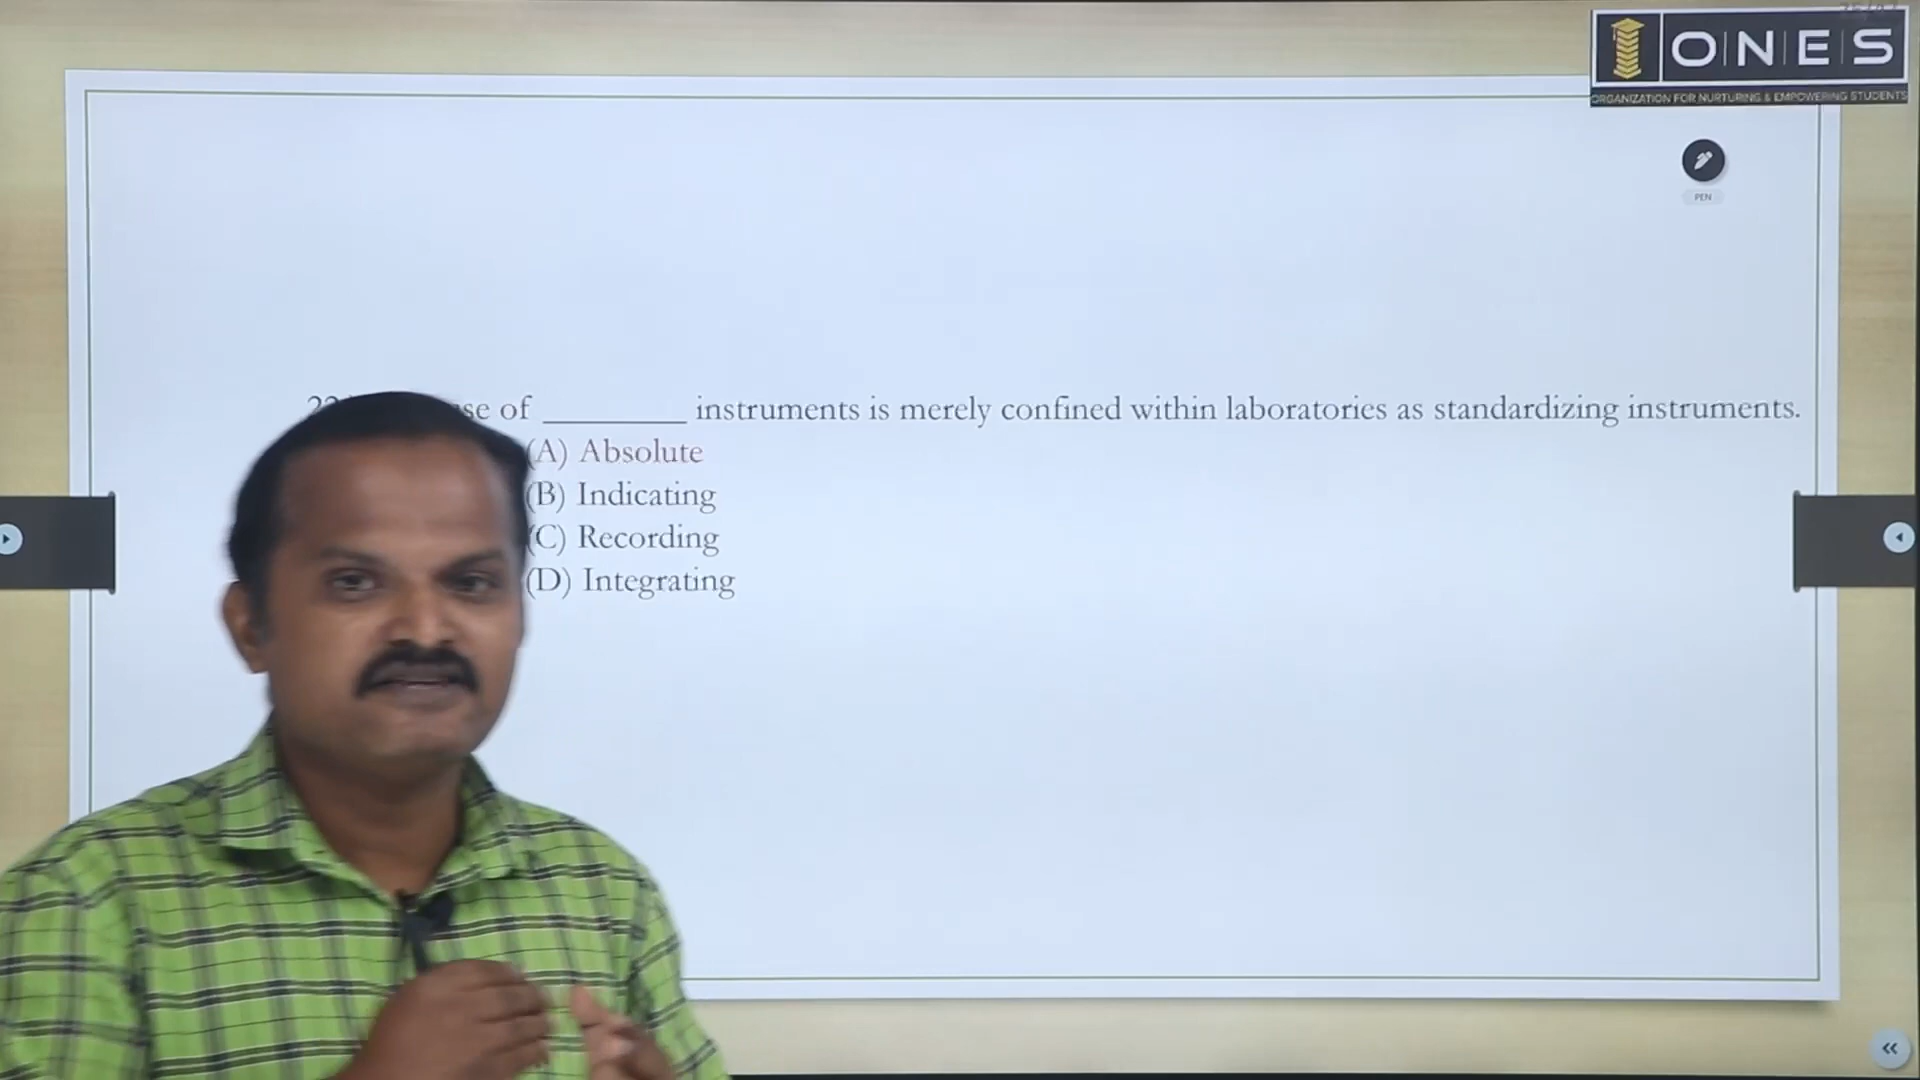 ONES
ORGANIZATION FOR NURTURING & EMPOWERING STUDENTS
PEN
of ________ instruments is merely confined within laboratories as standardizing instruments.
(A) Absolute
(B) Indicating
(C) Recording
(D) Integrating